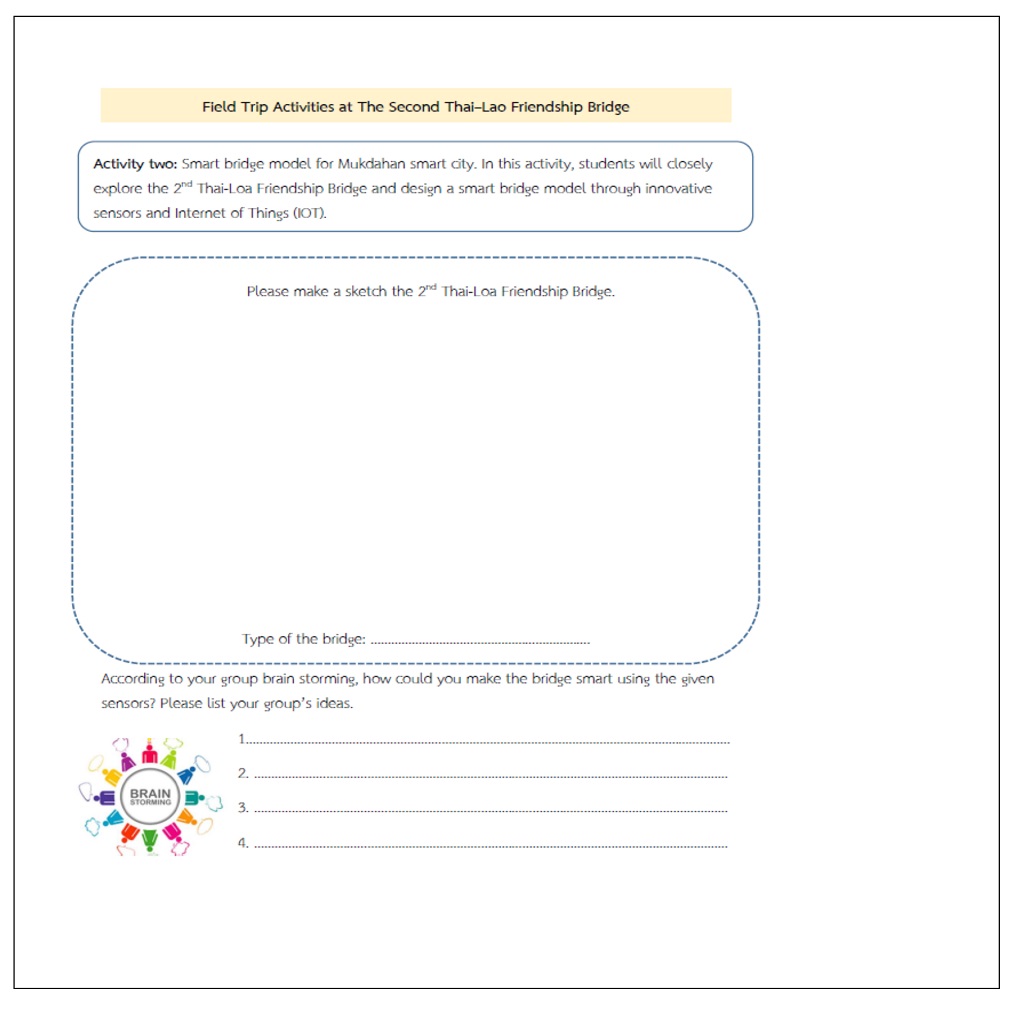 Field Trip Activities at The Second Thai–Lao Friendship Bridge
Activity two: Smart bridge model for Mukdahan smart city. In this activity, students will closely
explore the 2nd Thai-Loa Friendship Bridge and design a smart bridge model through innovative
sensors and Internet of Things (IOT).
Please make a sketch the 2nd Thai-Loa Friendship Bridge.
Type of the bridge: ................................................................
According to your group brain storming, how could you make the bridge smart using the given
sensors? Please list your group's ideas.
BRAIN
STORMING
1................................................................
2. ................................................................
3. ................................................................
4. ................................................................